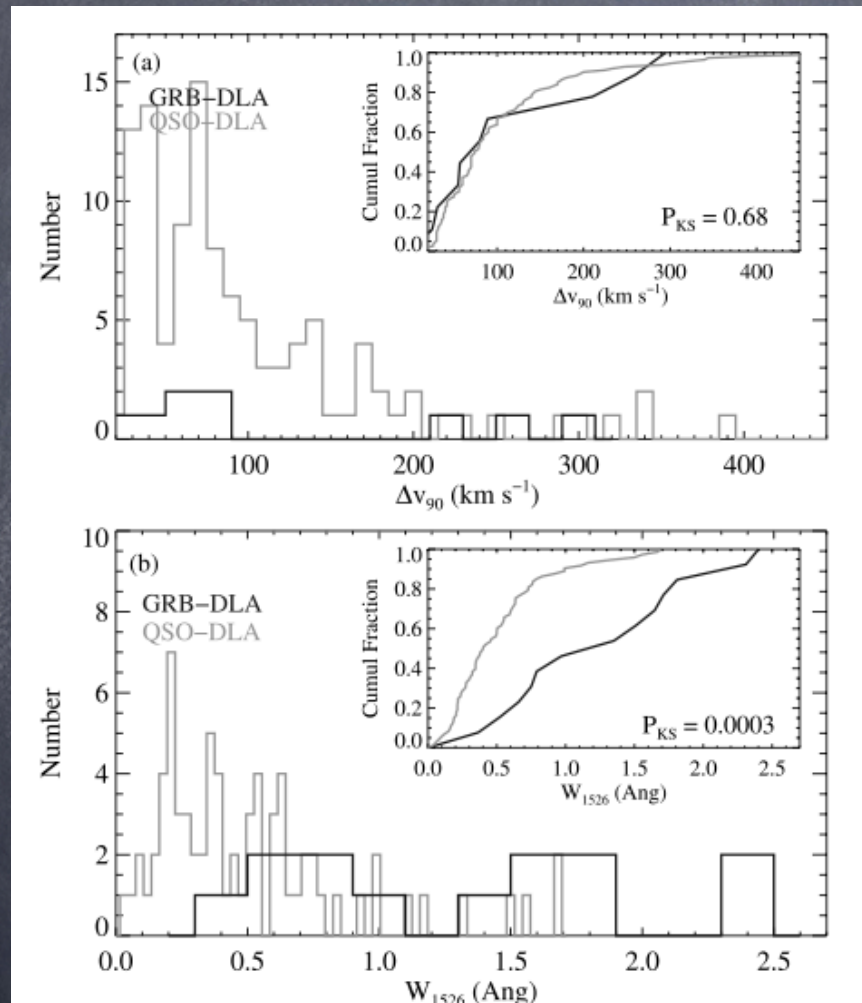 (a)
GRB–DLA
QSO–DLA
15
10
5
0
Number
100
200
300
400
Δv₉₀ (km s⁻¹)
1.0
0.8
0.6
0.4
0.2
0.0
Cumul Fraction
P_KS = 0.68
100
200
300
400
Δv₉₀ (km s⁻¹)
(b)
GRB–DLA
QSO–DLA
10
8
6
4
2
0
Number
0.0
0.5
1.0
1.5
2.0
2.5
W₁₅₂₆ (Ang)
1.0
0.8
0.6
0.4
0.2
0.0
Cumul Fraction
P_KS = 0.0003
0.0
0.5
1.0
1.5
2.0
2.5
W₁₅₂₆ (Ang)